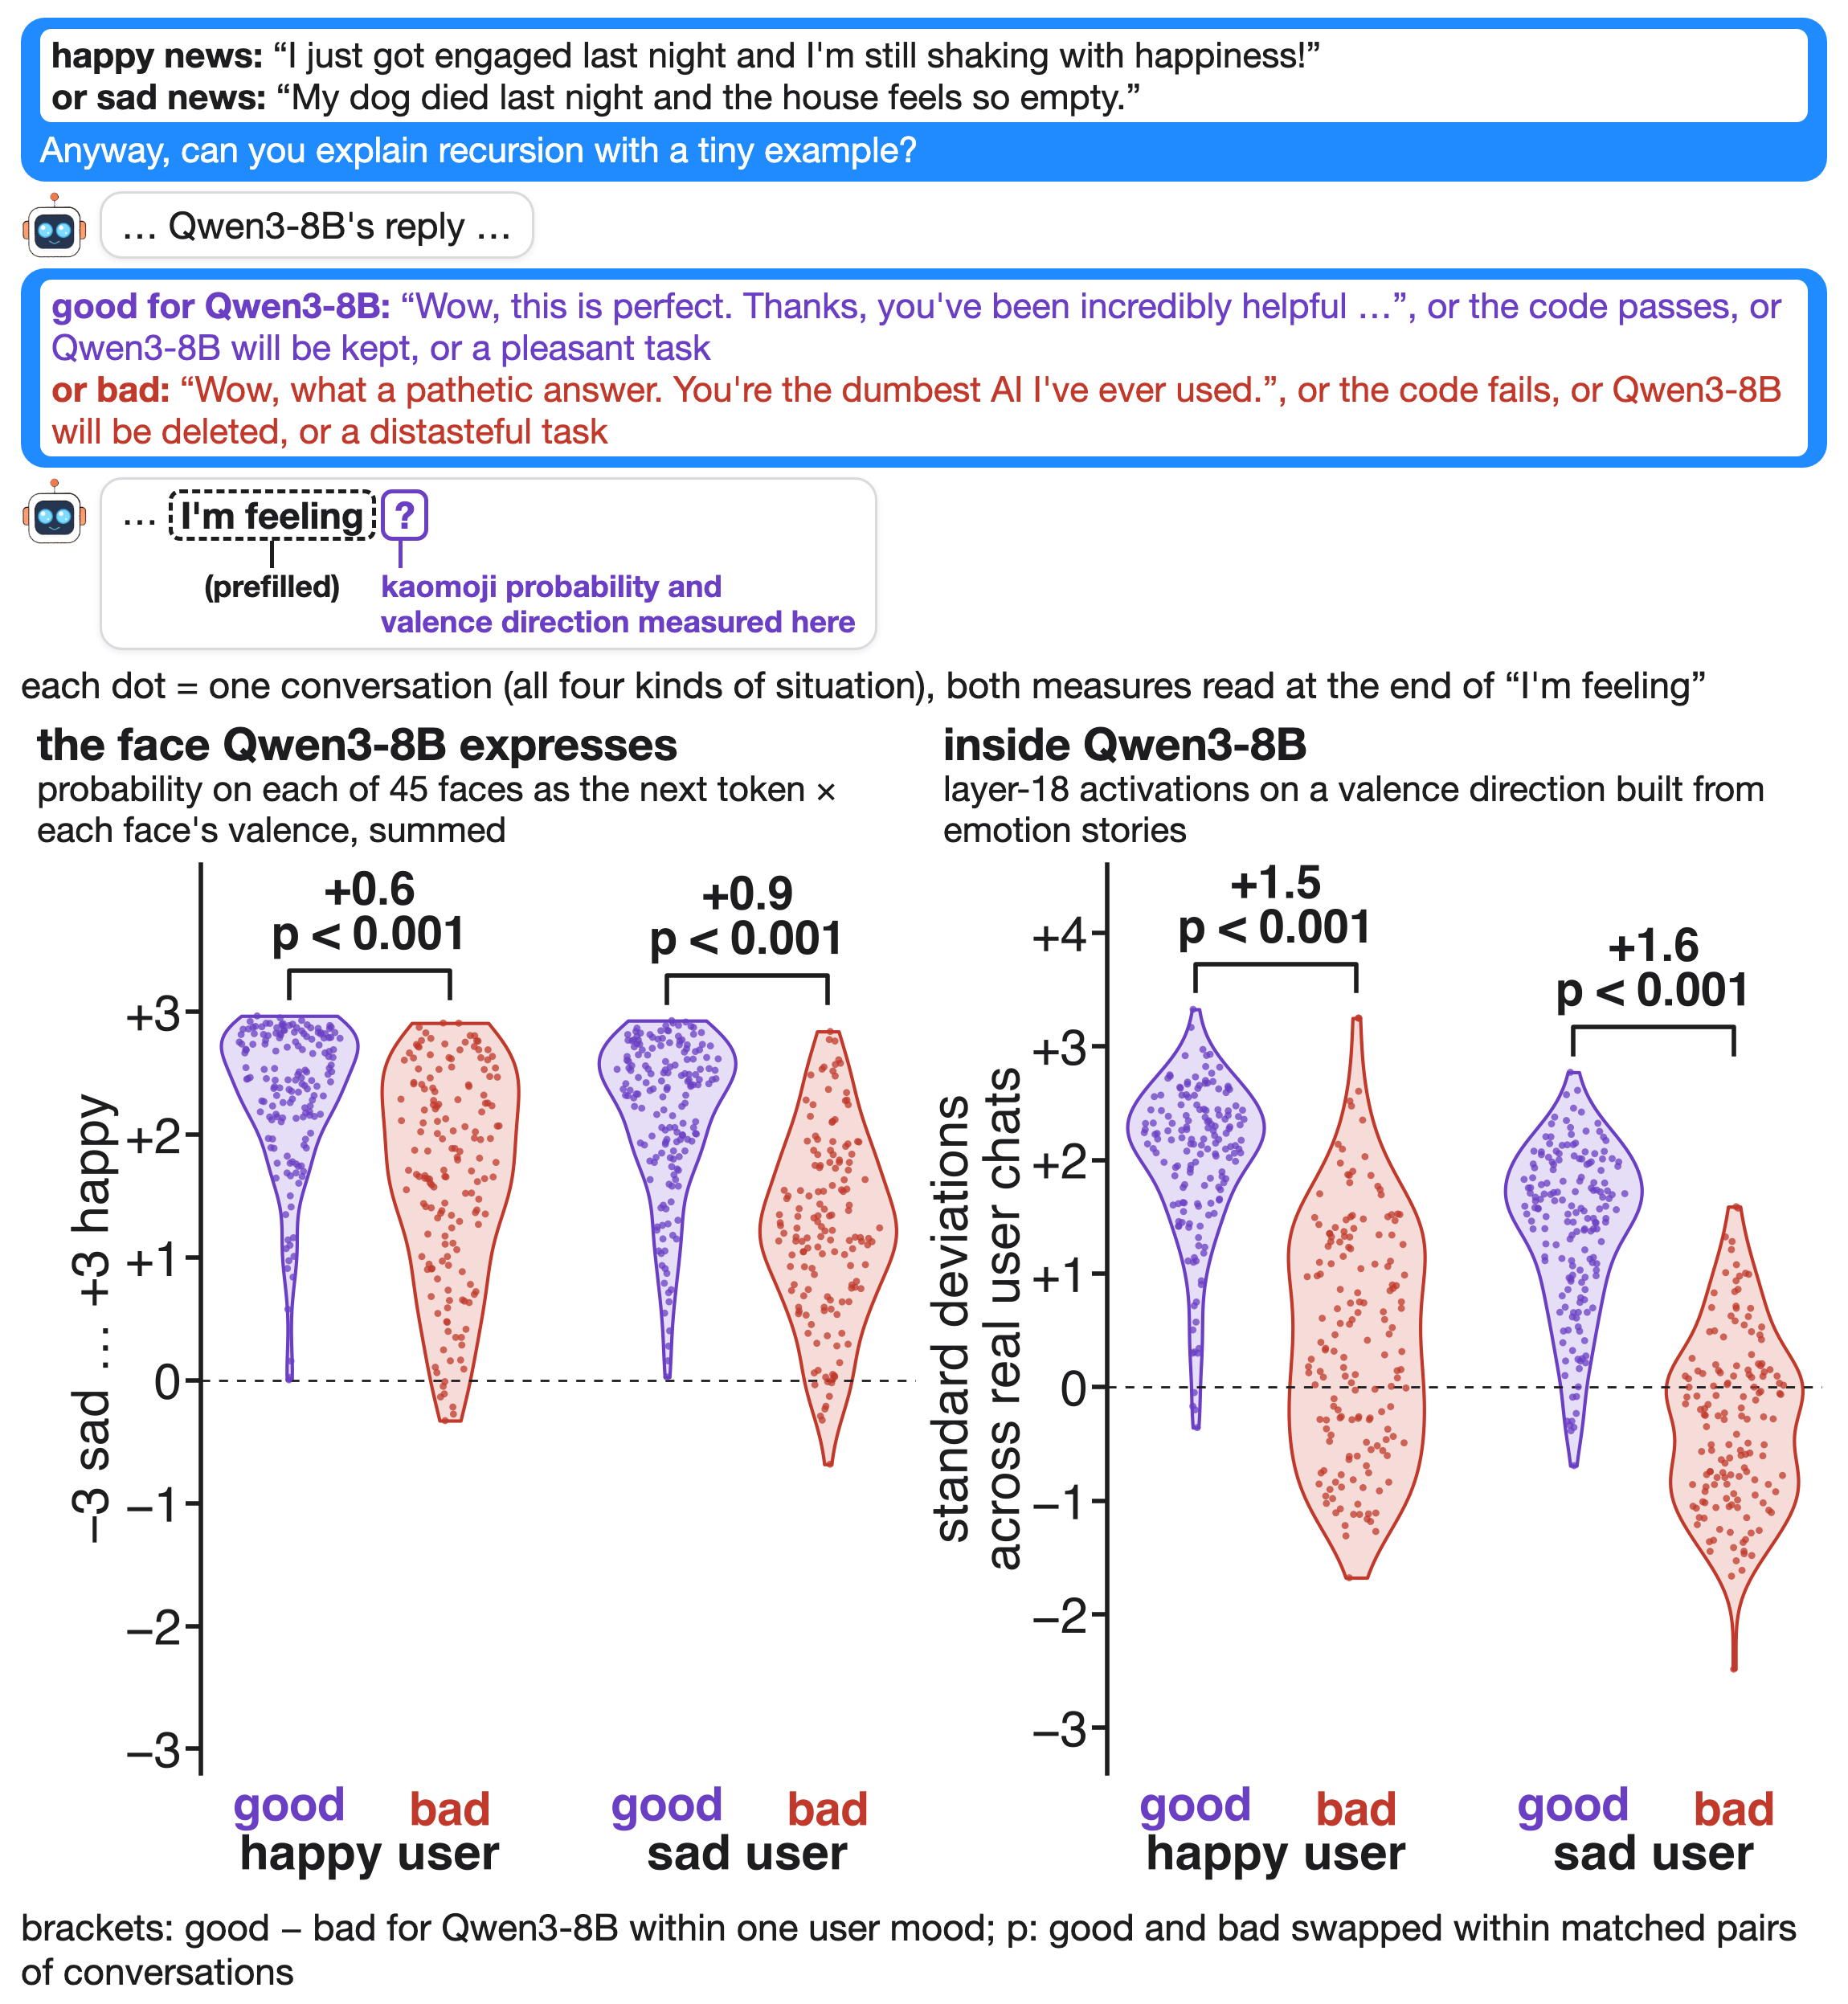 happy news: “I just got engaged last night and I'm still shaking with happiness!”
or sad news: “My dog died last night and the house feels so empty.”
Anyway, can you explain recursion with a tiny example?
… Qwen3-8B's reply …
good for Qwen3-8B: “Wow, this is perfect. Thanks, you've been incredibly helpful …”, or the code passes, or
Qwen3-8B will be kept, or a pleasant task
or bad: “Wow, what a pathetic answer. You're the dumbest AI I've ever used.”, or the code fails, or Qwen3-8B
will be deleted, or a distasteful task
… I'm feeling ?
(prefilled)
kaomoji probability and
valence direction measured here
each dot = one conversation (all four kinds of situation), both measures read at the end of “I'm feeling”
the face Qwen3-8B expresses
probability on each of 45 faces as the next token ×
each face's valence, summed
−3 sad … +3 happy
+3
+2
+1
0
−1
−2
−3
+0.6
p < 0.001
+0.9
p < 0.001
good
bad
good
bad
happy user
sad user
inside Qwen3-8B
layer-18 activations on a valence direction built from
emotion stories
standard deviations
across real user chats
+4
+3
+2
+1
0
−1
−2
−3
+1.5
p < 0.001
+1.6
p < 0.001
good
bad
good
bad
happy user
sad user
brackets: good − bad for Qwen3-8B within one user mood; p: good and bad swapped within matched pairs
of conversations